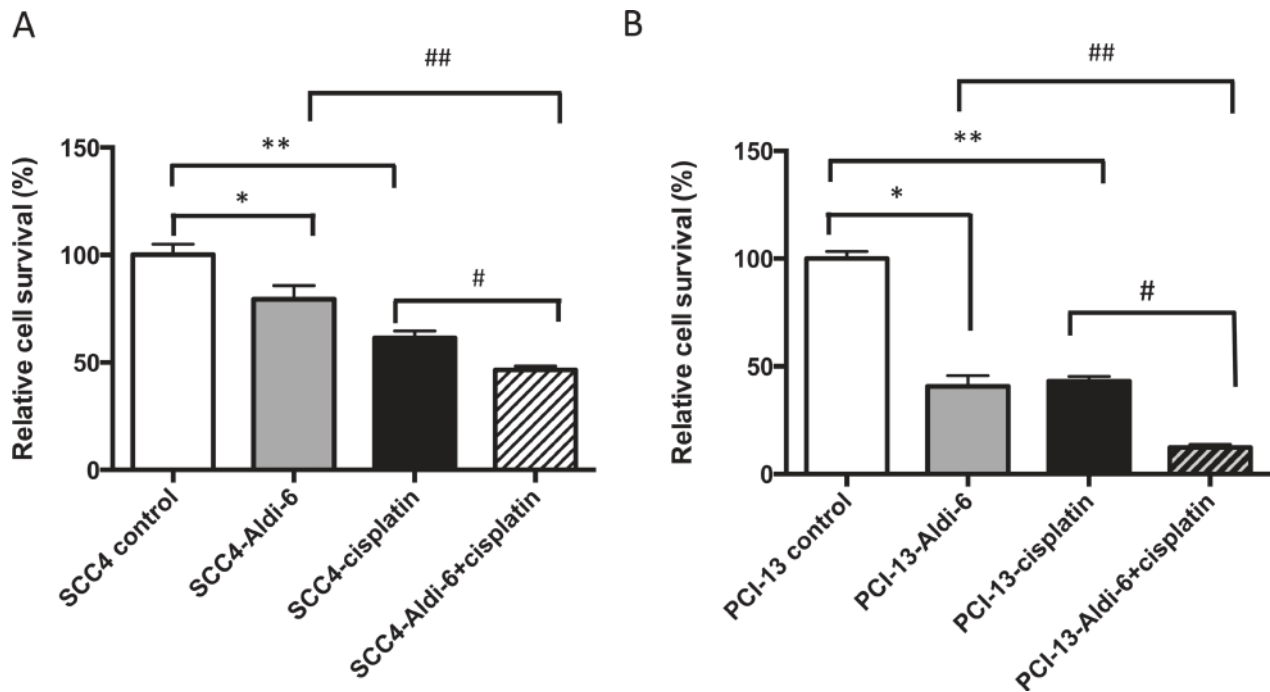 A
##
**
*
#
Relative cell survival (%)
150
100
50
0
SCC4 control
SCC4-Aldi-6
SCC4-cisplatin
SCC4-Aldi-6+cisplatin
B
##
**
*
#
Relative cell survival (%)
150
100
50
0
PCI-13 control
PCI-13-Aldi-6
PCI-13-cisplatin
PCI-13-Aldi-6+cisplatin